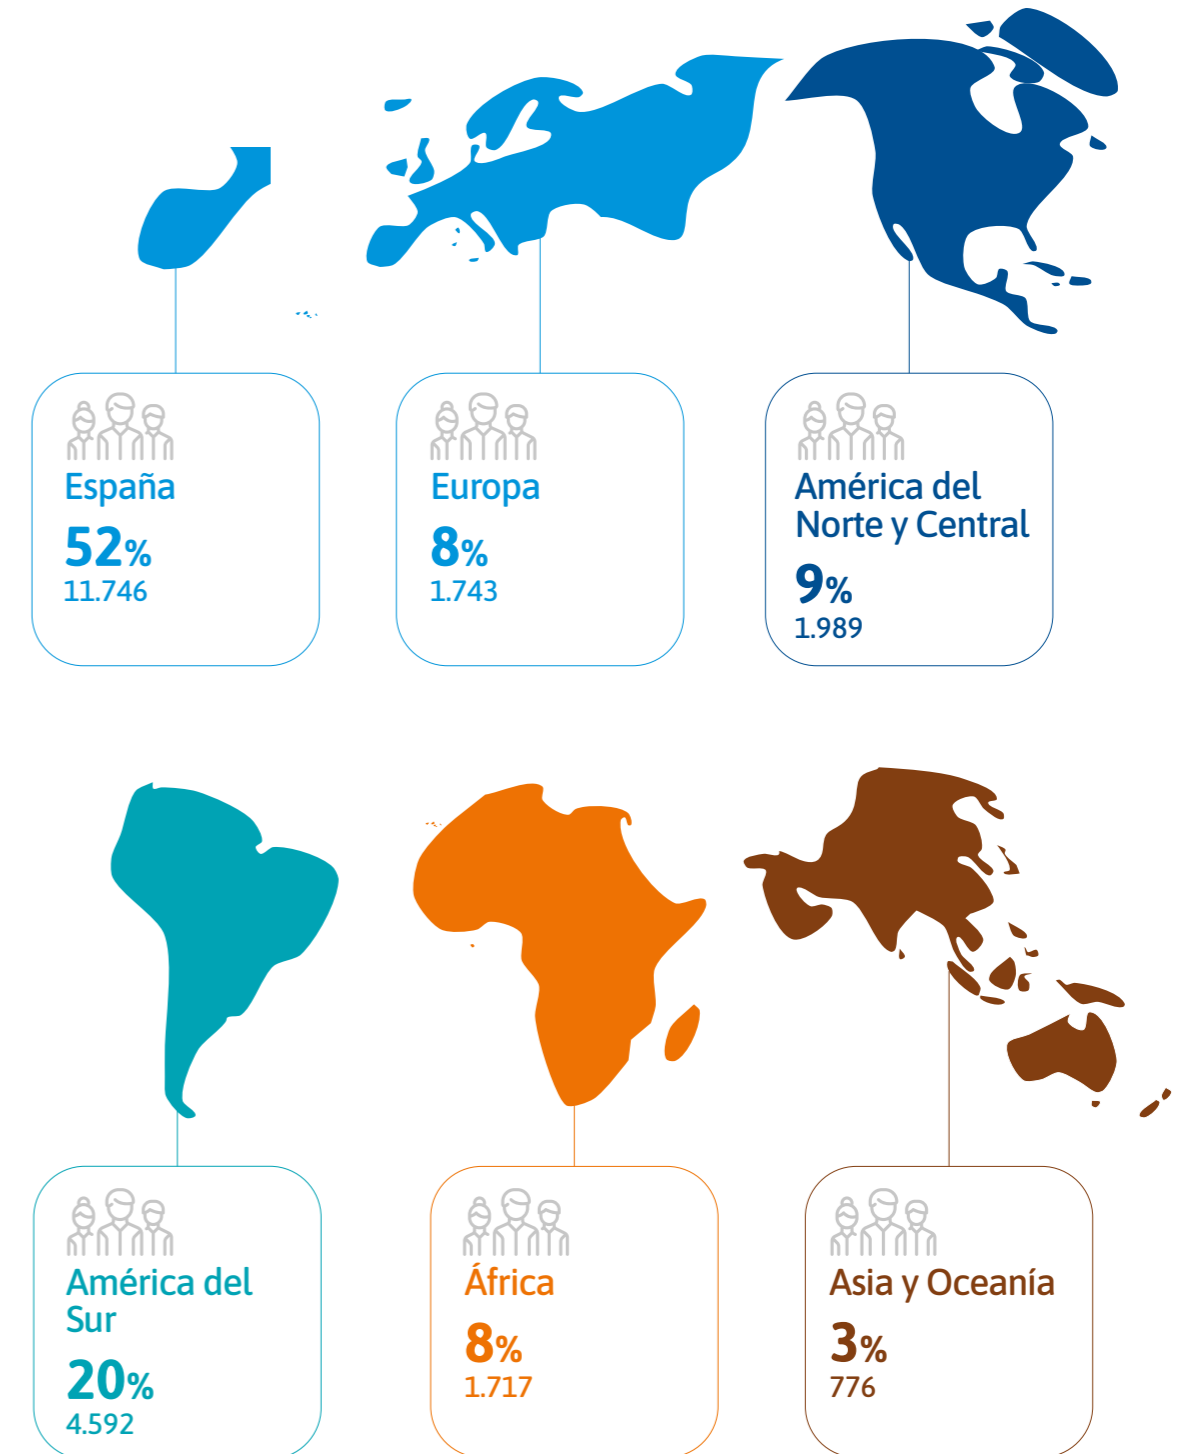 España
52%
11.746
Europa
8%
1.743
América del
Norte y Central
9%
1.989
América del
Sur
20%
4.592
África
8%
1.717
Asia y Oceanía
3%
776